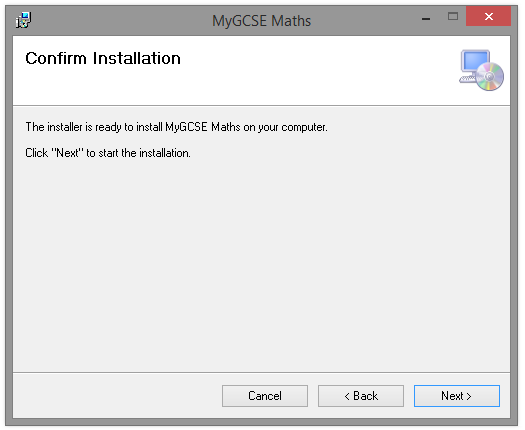 MyGCSE Maths
Confirm Installation
The installer is ready to install MyGCSE Maths on your computer.
Click "Next" to start the installation.
Cancel
< Back
Next >